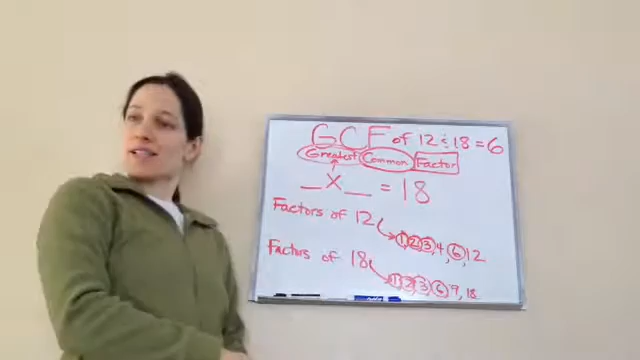 GCF of 12 & 18 = 6
Greatest Common Factor
_ X _ = 18
Factors of 12
1, 2, 3, 4, 6, 12
Factors of 18
1, 2, 3, 6, 9, 18